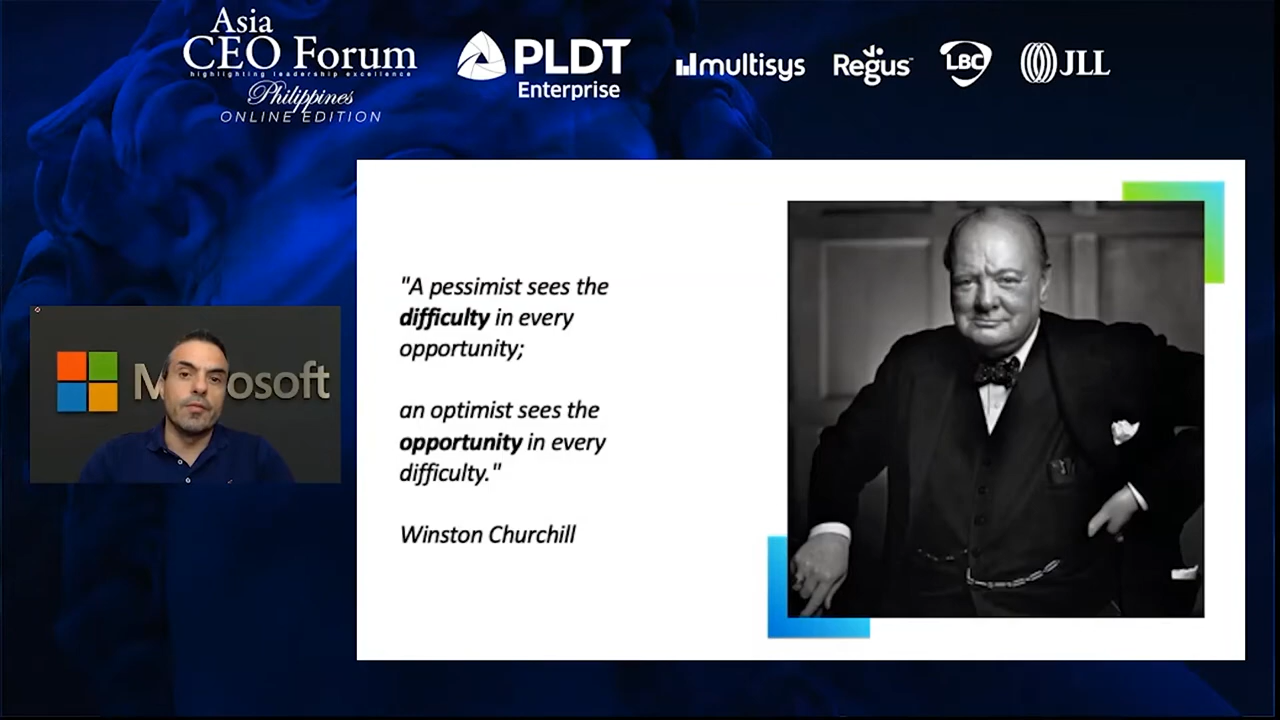 Asia
CEO Forum
highlighting leadership excellence
Philippines
ONLINE EDITION
PLDT
Enterprise
multisys
Regus
LBC
JLL
"A pessimist sees the
difficulty in every
opportunity;
an optimist sees the
opportunity in every
difficulty."
Winston Churchill
M osoft